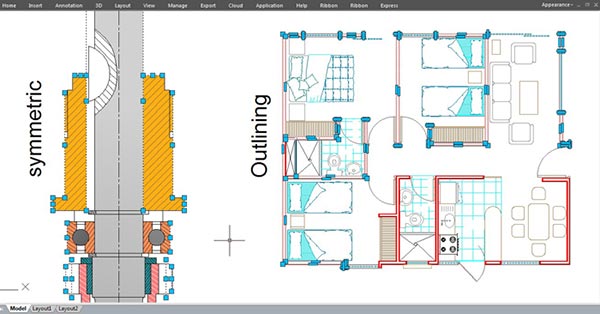 Home Insert Annotation 3D Layout View Manage Export Cloud Help Ribbon Ribbon Express Appearance
symmetric
Outlining
X
Model Layout1 Layout2